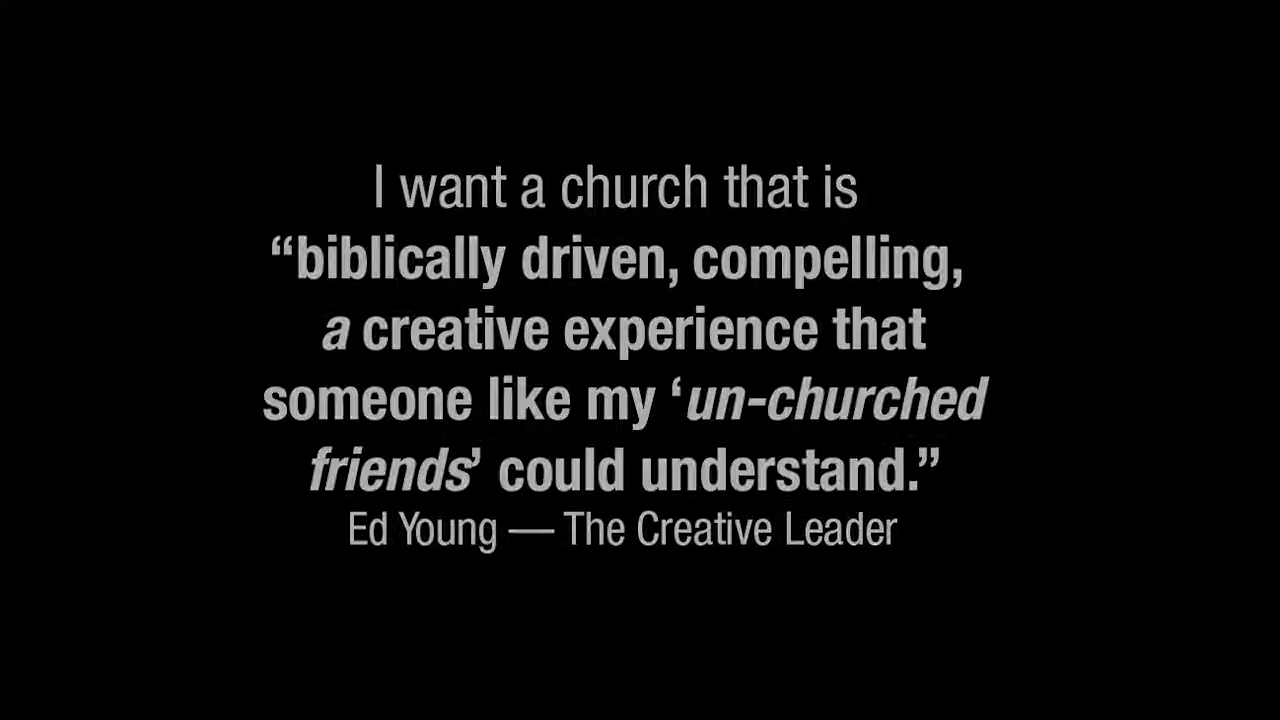 I want a church that is
“biblically driven, compelling,
a creative experience that
someone like my ‘un-churched
friends’ could understand.”
Ed Young — The Creative Leader